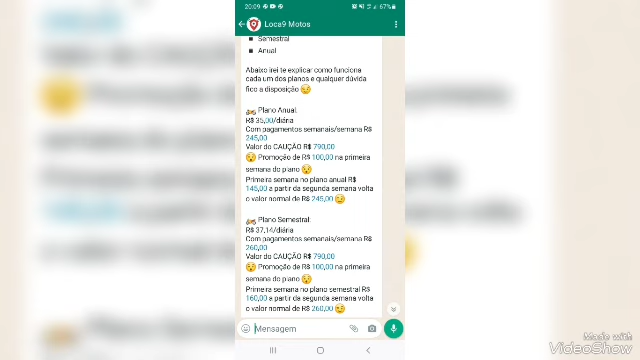 20:09
67%
Loca9 Motos
Semestral
Anual
Abaixo irei te explicar como funciona
cada um dos planos e qualquer dúvida
fico a disposição
Plano Anual:
R$ 35,00/diária
Com pagamentos semanais/semana R$
245,00
Valor do CAUÇÃO R$ 790,00
Promoção de R$ 100,00 na primeira
semana do plano
Primeira semana no plano anual R$
145,00 a partir da segunda semana volta
o valor normal de R$ 245,00
Plano Semestral:
R$ 37,14/diária
Com pagamentos semanais/semana R$
260,00
Valor do CAUÇÃO R$ 790,00
Promoção de R$ 100,00 na primeira
semana do plano
Primeira semana no plano semestral R$
160,00 a partir da segunda semana volta
o valor normal de R$ 260,00
Mensagem
Made with
VideoShow